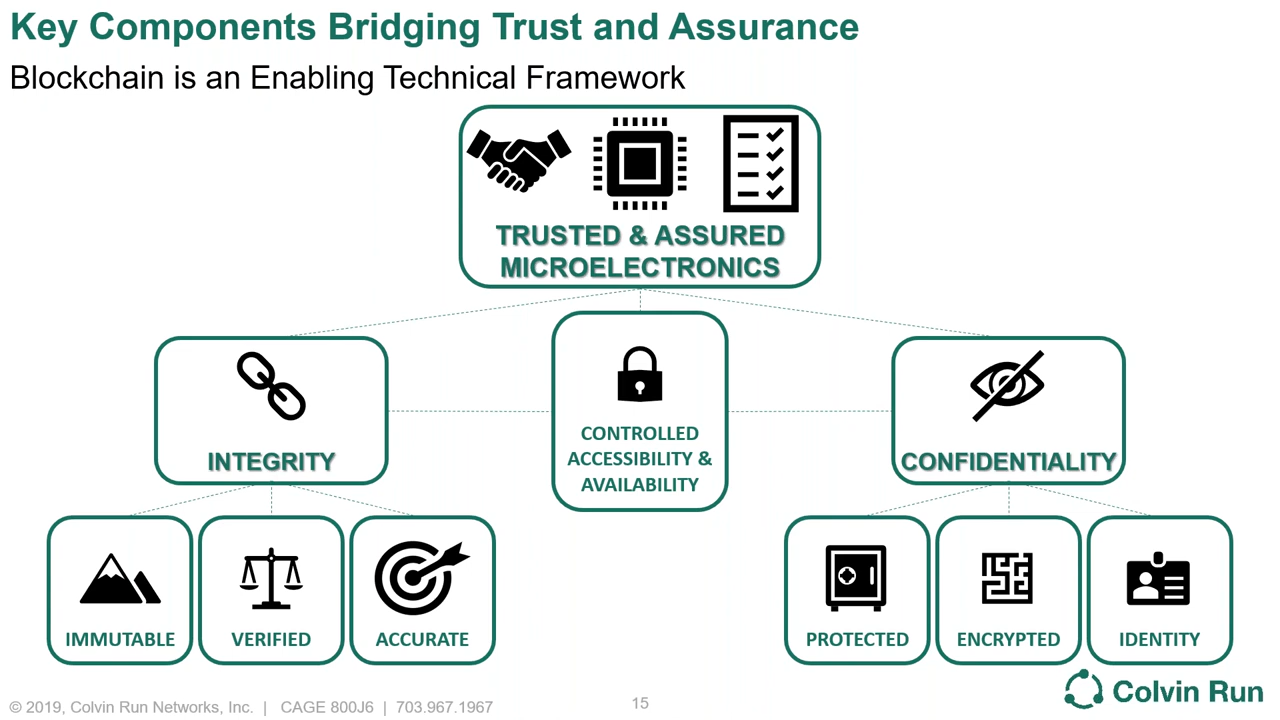 Key Components Bridging Trust and Assurance
Blockchain is an Enabling Technical Framework
TRUSTED & ASSURED
MICROELECTRONICS
INTEGRITY
CONTROLLED
ACCESSIBILITY &
AVAILABILITY
CONFIDENTIALITY
IMMUTABLE
VERIFIED
ACCURATE
PROTECTED
ENCRYPTED
IDENTITY
© 2019, Colvin Run Networks, Inc. | CAGE 800J6 | 703.967.1967
15
Colvin Run